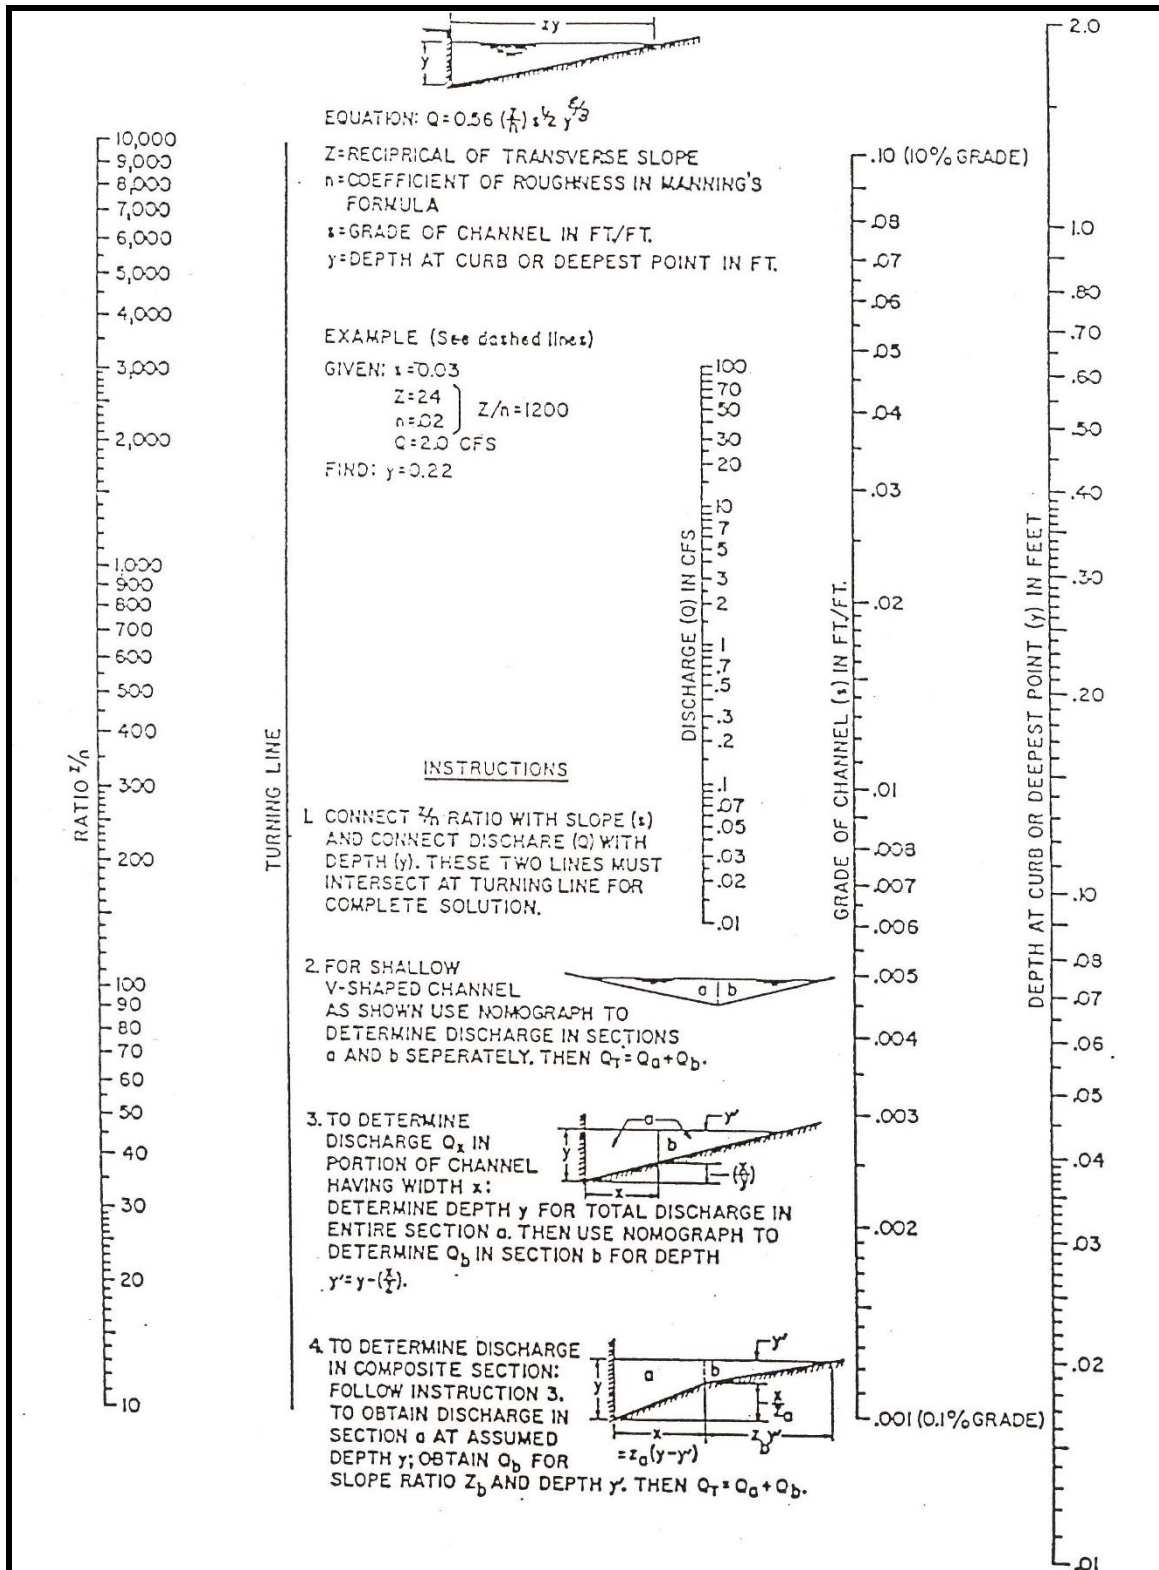 zy
y
EQUATION: Q=0.56 (z/n) s^1/2 y^8/3
Z=RECIPRICAL OF TRANSVERSE SLOPE
n=COEFFICIENT OF ROUGHNESS IN MANNING'S
FORMULA
s=GRADE OF CHANNEL IN FT/FT.
y=DEPTH AT CURB OR DEEPEST POINT IN FT.
EXAMPLE (See dashed lines)
GIVEN: s=0.03
Z=24
n=.02
Z/n=1200
Q=2.0 CFS
FIND: y=0.22
RATIO Z/n
10,000
9,000
8,000
7,000
6,000
5,000
4,000
3,000
2,000
1,000
900
800
700
600
500
400
300
200
100
90
80
70
60
50
40
30
20
10
TURNING LINE
DISCHARGE (Q) IN CFS
100
70
50
30
20
10
7
5
3
2
1
.7
.5
.3
.2
.1
.07
.05
.03
.02
.01
GRADE OF CHANNEL (s) IN FT/FT.
.10 (10% GRADE)
.08
.07
.06
.05
.04
.03
.02
.01
.008
.007
.006
.005
.004
.003
.002
.001 (0.1% GRADE)
DEPTH AT CURB OR DEEPEST POINT (y) IN FEET
2.0
1.0
.80
.70
.60
.50
.40
.30
.20
.10
.08
.07
.06
.05
.04
.03
.02
.01
INSTRUCTIONS
1. CONNECT Z/n RATIO WITH SLOPE (s)
AND CONNECT DISCHARE (Q) WITH
DEPTH (y). THESE TWO LINES MUST
INTERSECT AT TURNING LINE FOR
COMPLETE SOLUTION.
2. FOR SHALLOW
V-SHAPED CHANNEL
AS SHOWN USE NOMOGRAPH TO
DETERMINE DISCHARGE IN SECTIONS
a AND b SEPERATELY. THEN QT=Qa+Qb.
a b
3. TO DETERMINE
DISCHARGE Qx IN
PORTION OF CHANNEL
HAVING WIDTH x:
DETERMINE DEPTH y FOR TOTAL DISCHARGE IN
ENTIRE SECTION a. THEN USE NOMOGRAPH TO
DETERMINE Qb IN SECTION b FOR DEPTH
y'=y-(x/z).
a
y'
b
y
(x/y)
x
4. TO DETERMINE DISCHARGE
IN COMPOSITE SECTION:
FOLLOW INSTRUCTION 3.
TO OBTAIN DISCHARGE IN
SECTION a AT ASSUMED
DEPTH y; OBTAIN Qb FOR
SLOPE RATIO Zb AND DEPTH y'. THEN QT=Qa+Qb.
y'
a
b
y
x/Za
x
Zby'
=Za(y-y')